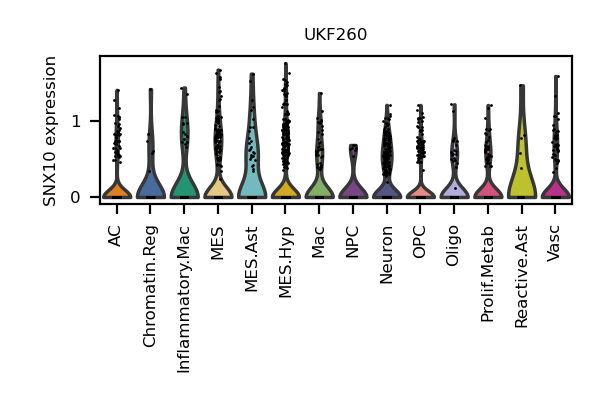 UKF260
SNX10 expression
1
0
AC
Chromatin.Reg
Inflammatory.Mac
MES
MES.Ast
MES.Hyp
Mac
NPC
Neuron
OPC
Oligo
Prolif.Metab
Reactive.Ast
Vasc